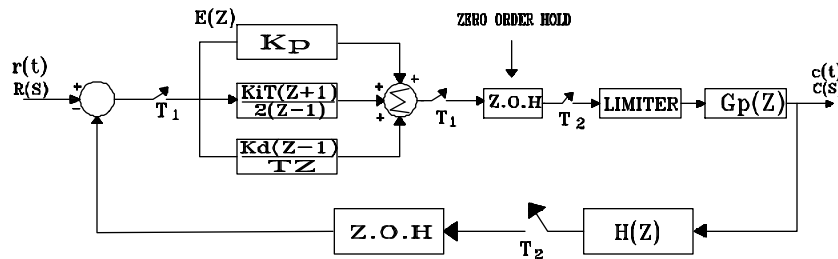 E(Z)
ZERO ORDER HOLD
Kp
r(t)
R(S)
+
−
T1
KiT(Z+1)
2(Z−1)
Kd(Z−1)
TZ
+
+
+
Σ
T1
Z.O.H
T2
LIMITER
Gp(Z)
c(t)
C(S)
Z.O.H
T2
H(Z)